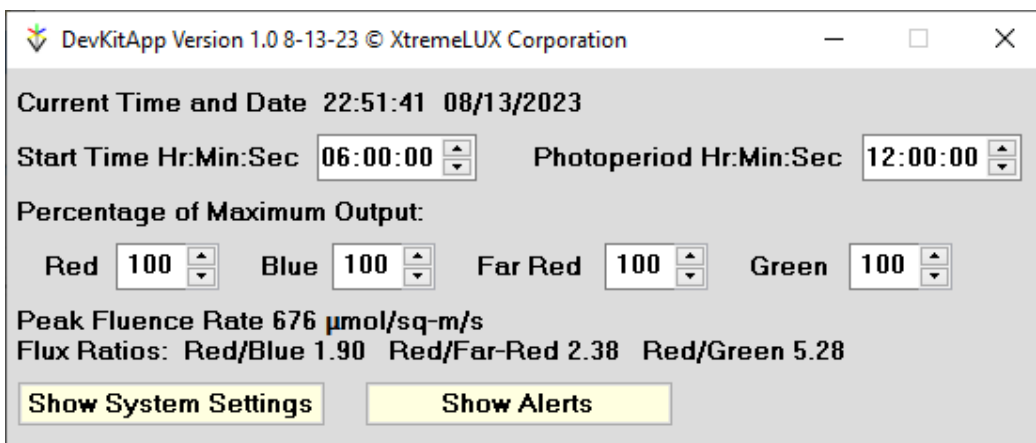 DevKitApp Version 1.0 8-13-23 © XtremeLUX Corporation
Current Time and Date 22:51:41 08/13/2023
Start Time Hr:Min:Sec 06:00:00 Photoperiod Hr:Min:Sec 12:00:00
Percentage of Maximum Output:
Red 100 Blue 100 Far Red 100 Green 100
Peak Fluence Rate 676 µmol/sq-m/s
Flux Ratios: Red/Blue 1.90 Red/Far-Red 2.38 Red/Green 5.28
Show System Settings Show Alerts